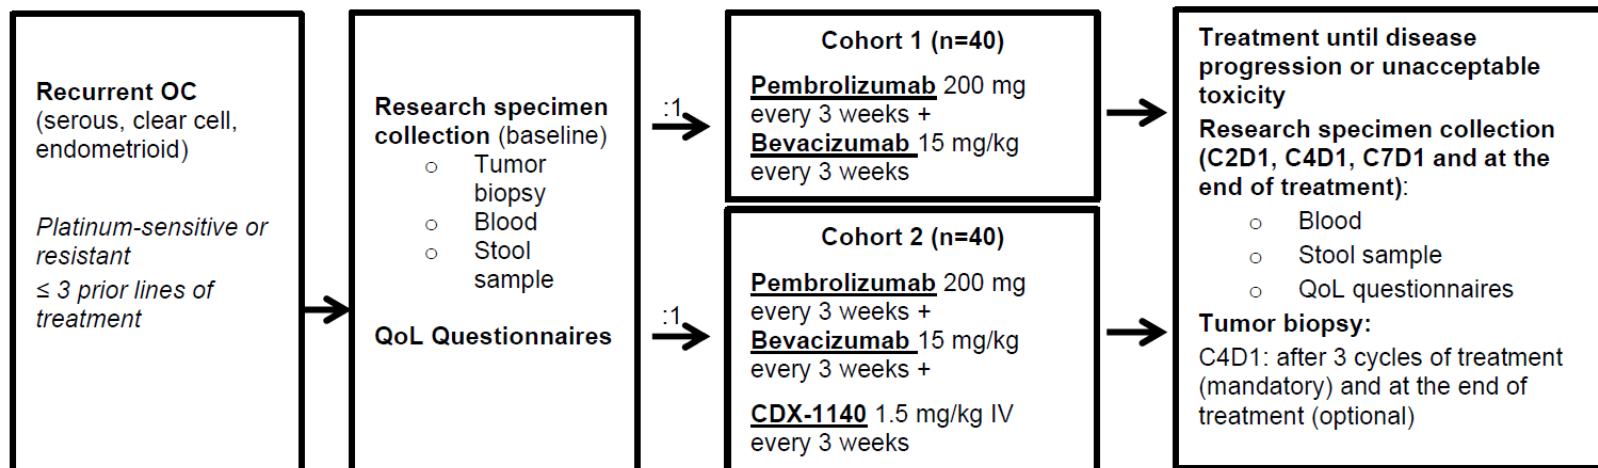 Recurrent OC
(serous, clear cell,
endometrioid)
Platinum-sensitive or
resistant
≤ 3 prior lines of
treatment
Research specimen
collection (baseline)
o Tumor
biopsy
o Blood
o Stool
sample
QoL Questionnaires
:1
:1
Cohort 1 (n=40)
Pembrolizumab 200 mg
every 3 weeks +
Bevacizumab 15 mg/kg
every 3 weeks
Cohort 2 (n=40)
Pembrolizumab 200 mg
every 3 weeks +
Bevacizumab 15 mg/kg
every 3 weeks +
CDX-1140 1.5 mg/kg IV
every 3 weeks
Treatment until disease
progression or unacceptable
toxicity
Research specimen collection
(C2D1, C4D1, C7D1 and at the
end of treatment):
o Blood
o Stool sample
o QoL questionnaires
Tumor biopsy:
C4D1: after 3 cycles of treatment
(mandatory) and at the end of
treatment (optional)